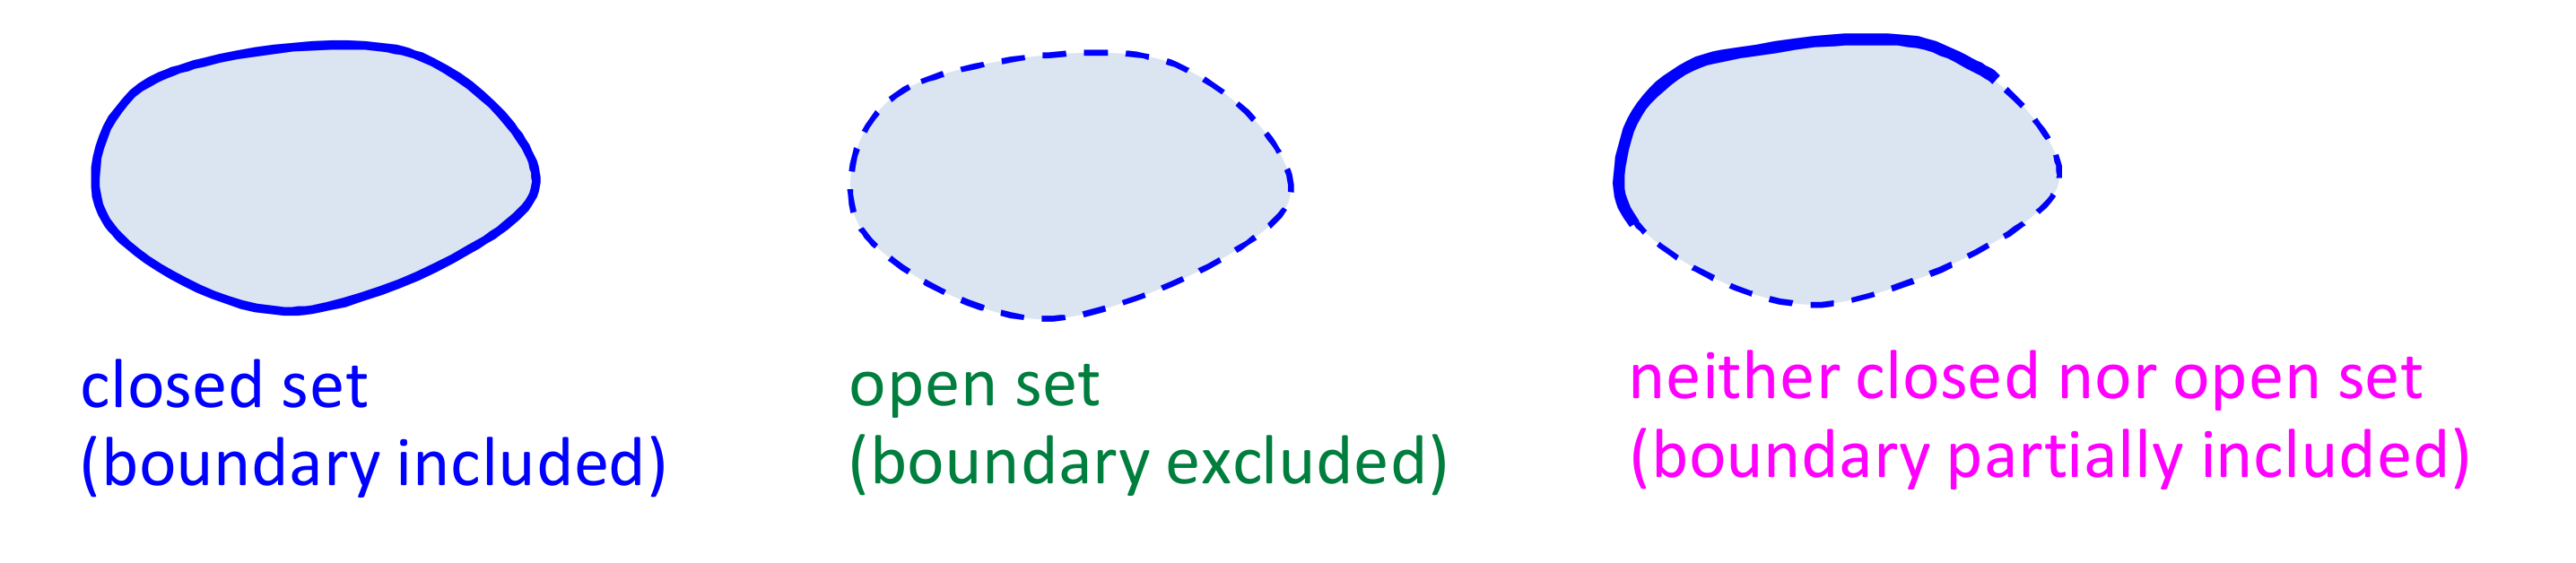 closed set
(boundary included)
open set
(boundary excluded)
neither closed nor open set
(boundary partially included)